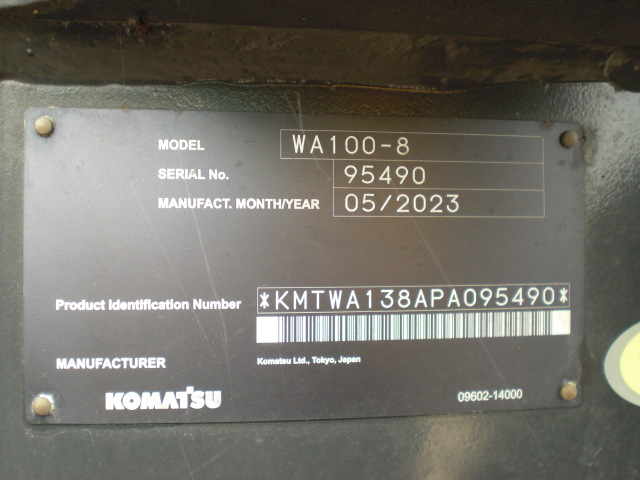 MODEL WA100-8
SERIAL No. 95490
MANUFACT. MONTH/YEAR 05/2023
Product Identification Number *KMTWA138APA095490*
MANUFACTURER Komatsu Ltd., Tokyo, Japan
KOMATSU 09602-14000